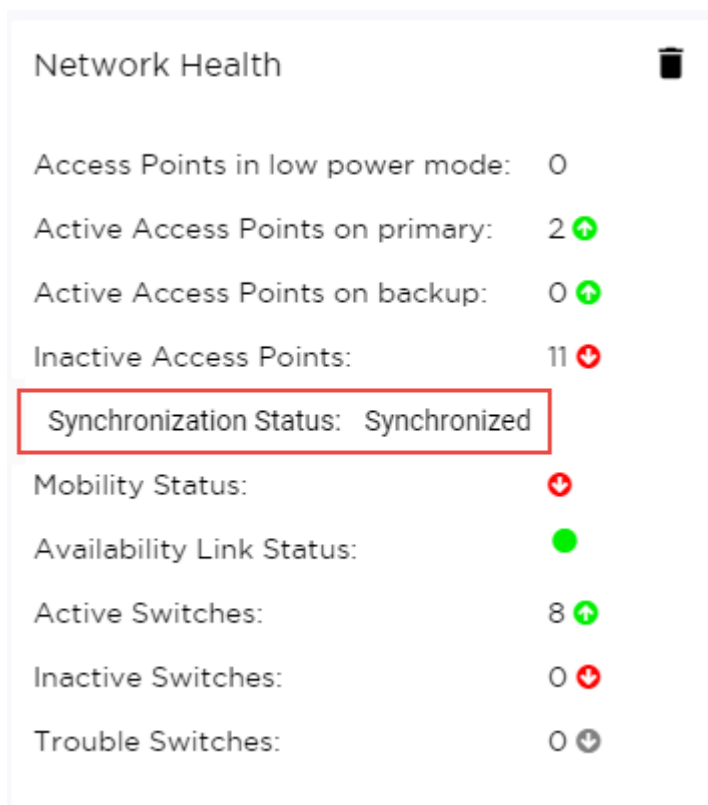 Network Health
Access Points in low power mode: 0
Active Access Points on primary: 2
Active Access Points on backup: 0
Inactive Access Points: 11
Synchronization Status: Synchronized
Mobility Status:
Availability Link Status:
Active Switches: 8
Inactive Switches: 0
Trouble Switches: 0